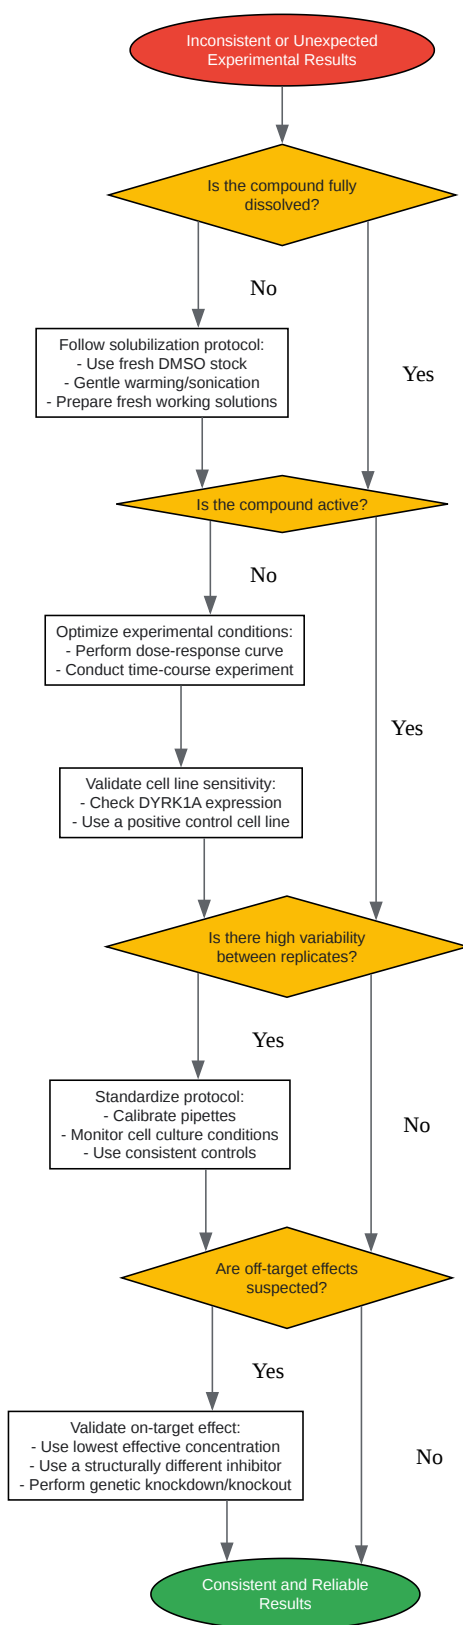 Inconsistent or Unexpected
Experimental Results
Is the compound fully
dissolved?
No
Follow solubilization protocol:
- Use fresh DMSO stock
- Gentle warming/sonication
- Prepare fresh working solutions
Yes
Is the compound active?
No
Optimize experimental conditions:
- Perform dose-response curve
- Conduct time-course experiment
Yes
Validate cell line sensitivity:
- Check DYRK1A expression
- Use a positive control cell line
Is there high variability
between replicates?
Yes
Standardize protocol:
- Calibrate pipettes
- Monitor cell culture conditions
- Use consistent controls
No
Are off-target effects
suspected?
Yes
Validate on-target effect:
- Use lowest effective concentration
- Use a structurally different inhibitor
- Perform genetic knockdown/knockout
No
Consistent and Reliable
Results